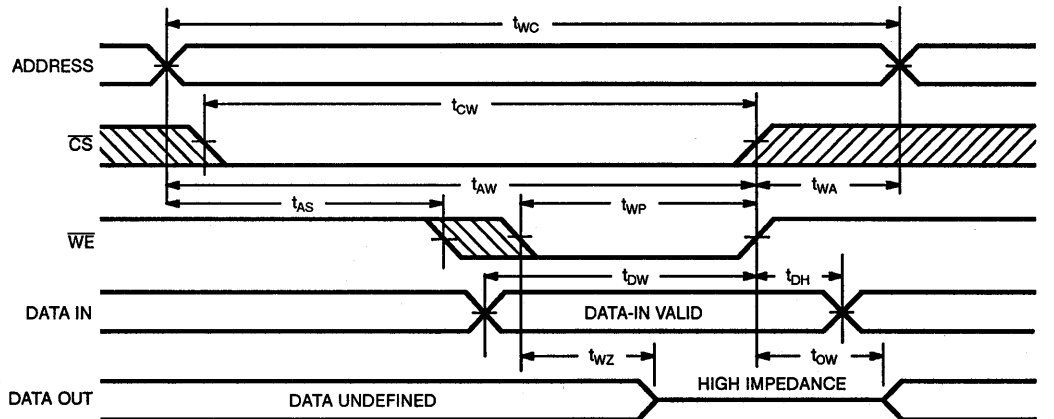 tWC
ADDRESS
tCW
CS
tAW
tWA
tAS
tWP
WE
tDW
tDH
DATA IN
DATA-IN VALID
tWZ
tOW
HIGH IMPEDANCE
DATA OUT
DATA UNDEFINED